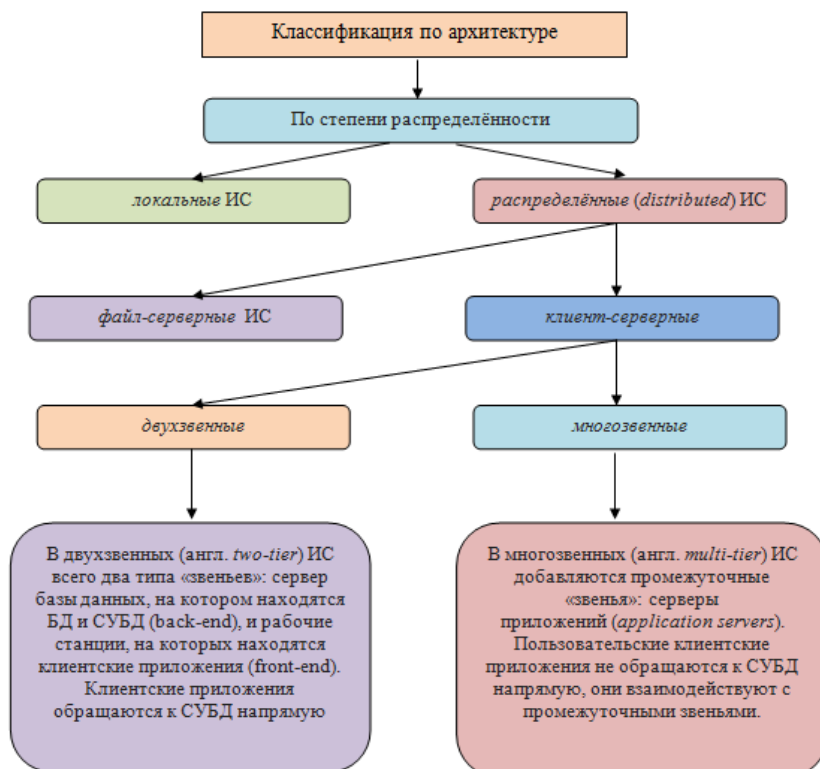 Классификация по архитектуре
По степени распределённости
локальные ИС
распределённые (distributed) ИС
файл-серверные ИС
клиент-серверные
двухзвенные
многозвенные
В двухзвенных (англ. two-tier) ИС
всего два типа «звеньев»: сервер
базы данных, на котором находятся
БД и СУБД (back-end), и рабочие
станции, на которых находятся
клиентские приложения (front-end).
Клиентские приложения
обращаются к СУБД напрямую
В многозвенных (англ. multi-tier) ИС
добавляются промежуточные
«звенья»: серверы
приложений (application servers).
Пользовательские клиентские
приложения не обращаются к СУБД
напрямую, они взаимодействуют с
промежуточными звеньями.